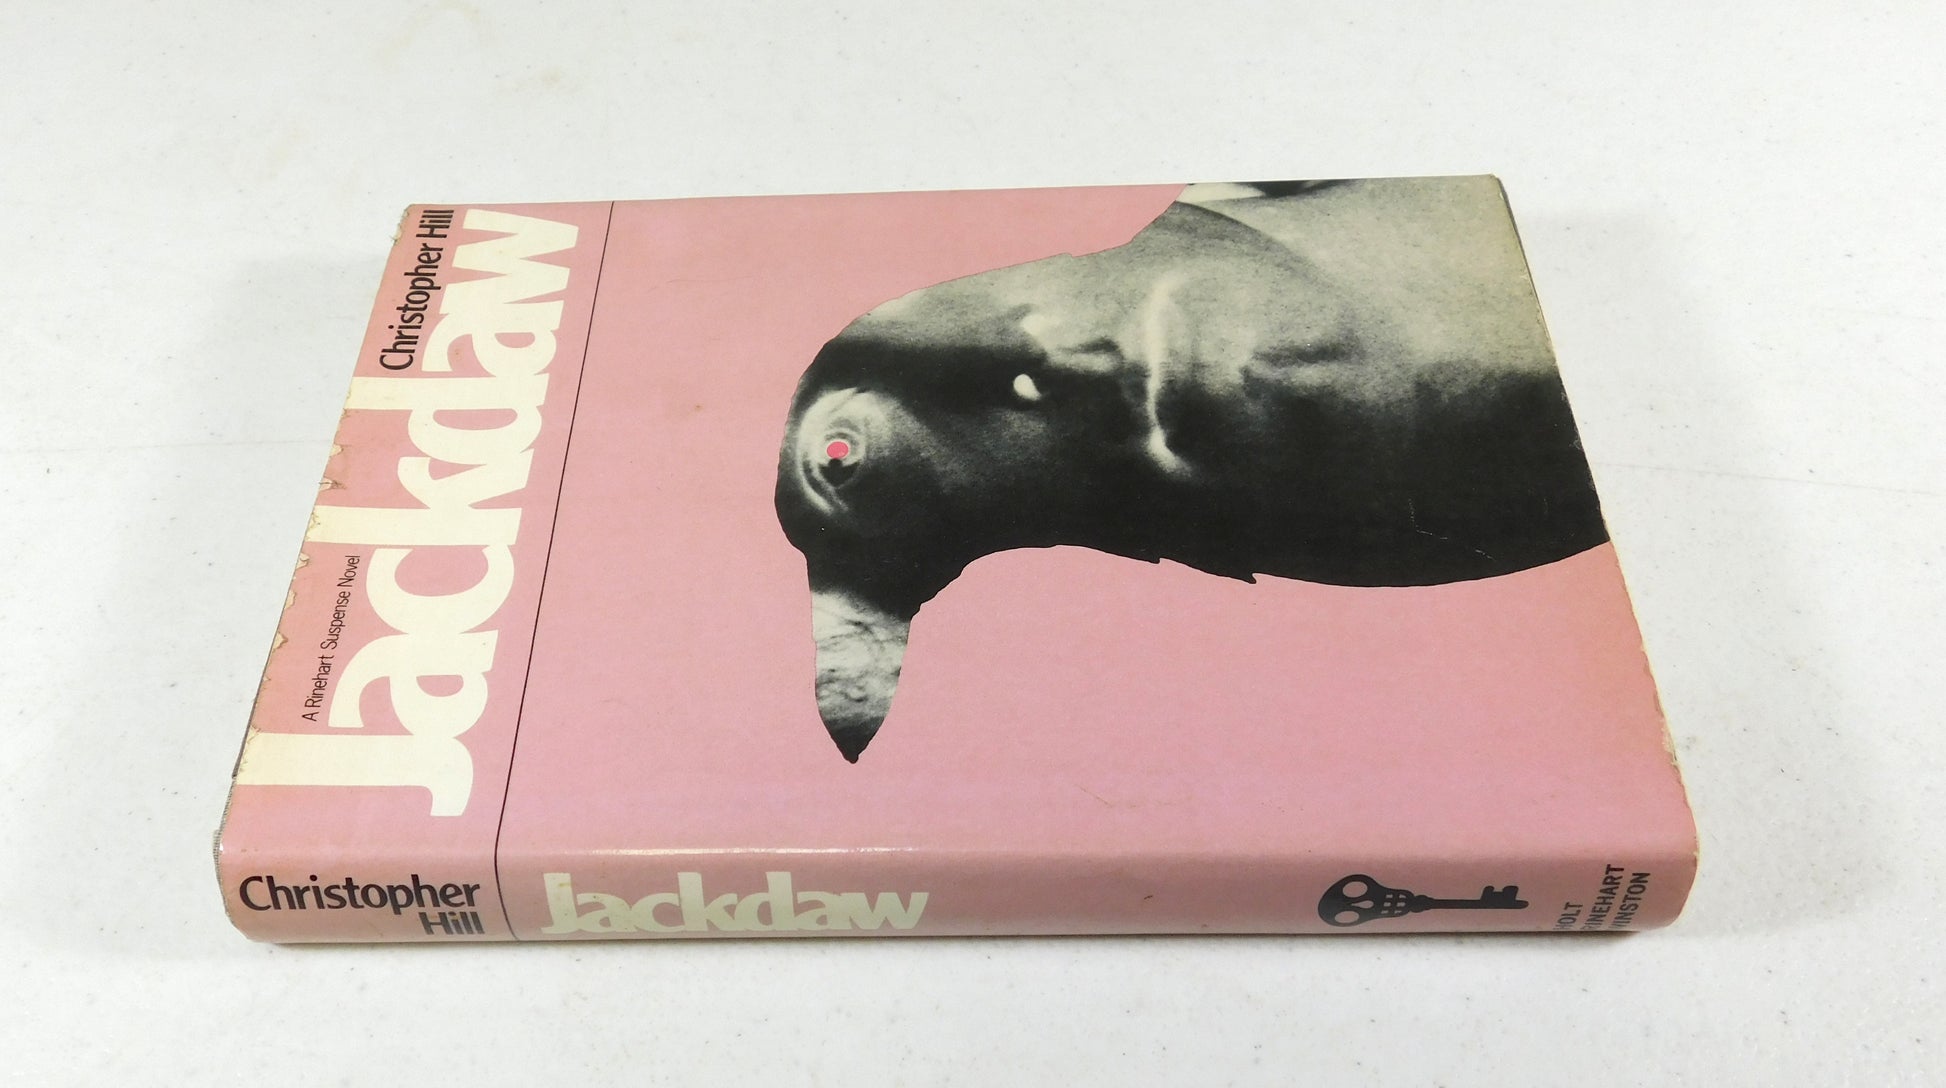 Christopher Hill
Jackdaw
A Rinehart Suspense Novel
Christopher
Hill
Jackdaw
HOLT
RINEHART
WINSTON